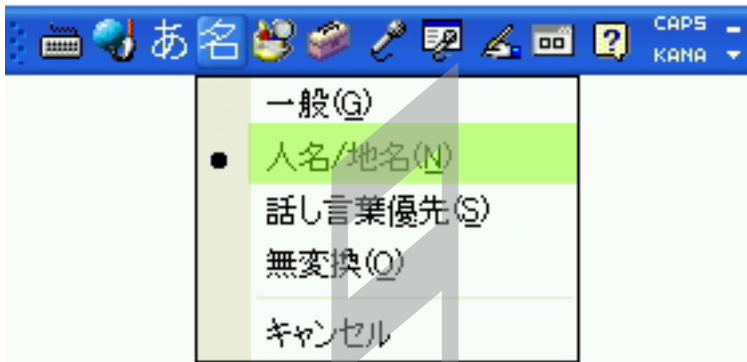 あ 名 CAPS
KANA
一般(G)
人名/地名(N)
話し言葉優先(S)
無変換(O)
キャンセル